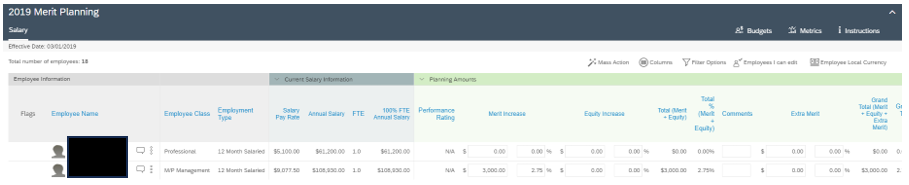 2019 Merit Planning
Salary Budgets Metrics Instructions
Effective Date: 03/01/2019
Total number of employees: 18 Mass Action Columns Filter Options Employees I can edit Employee Local Currency
Employee Information Current Salary Information Planning Amounts
Flags Employee Name Employee Class Employment Type Salary Pay Rate Annual Salary FTE 100% FTE Annual Salary Performance Rating Merit Increase Equity Increase Total (Merit + Equity) Total % (Merit + Equity) Comments Extra Merit Grand Total (Merit + Equity + Extra Merit)
Professional 12 Month Salaried $5,100.00 $61,200.00 1.0 $61,200.00 N/A $ 0.00 0.00 % $ 0.00 0.00 % $0.00 0.00% $ 0.00 0.00 % $0.00
M/P Management 12 Month Salaried $9,077.50 $108,930.00 1.0 $108,930.00 N/A $ 3,000.00 2.75 % $ 0.00 0.00 % $3,000.00 2.75% $ 0.00 0.00 % $3,000.00